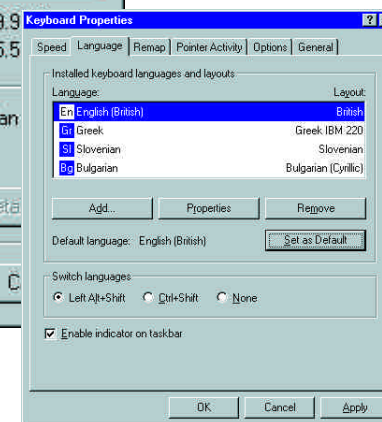 Keyboard Properties
Speed Language Remap Pointer Activity Options General
Installed keyboard languages and layouts
Language: Layout:
En English (British) British
Gr Greek Greek IBM 220
Sl Slovenian Slovenian
Bg Bulgarian Bulgarian (Cyrillic)
Add... Properties Remove
Default language: English (British) Set as Default
Switch languages
Left Alt+Shift Ctrl+Shift None
Enable indicator on taskbar
OK Cancel Apply